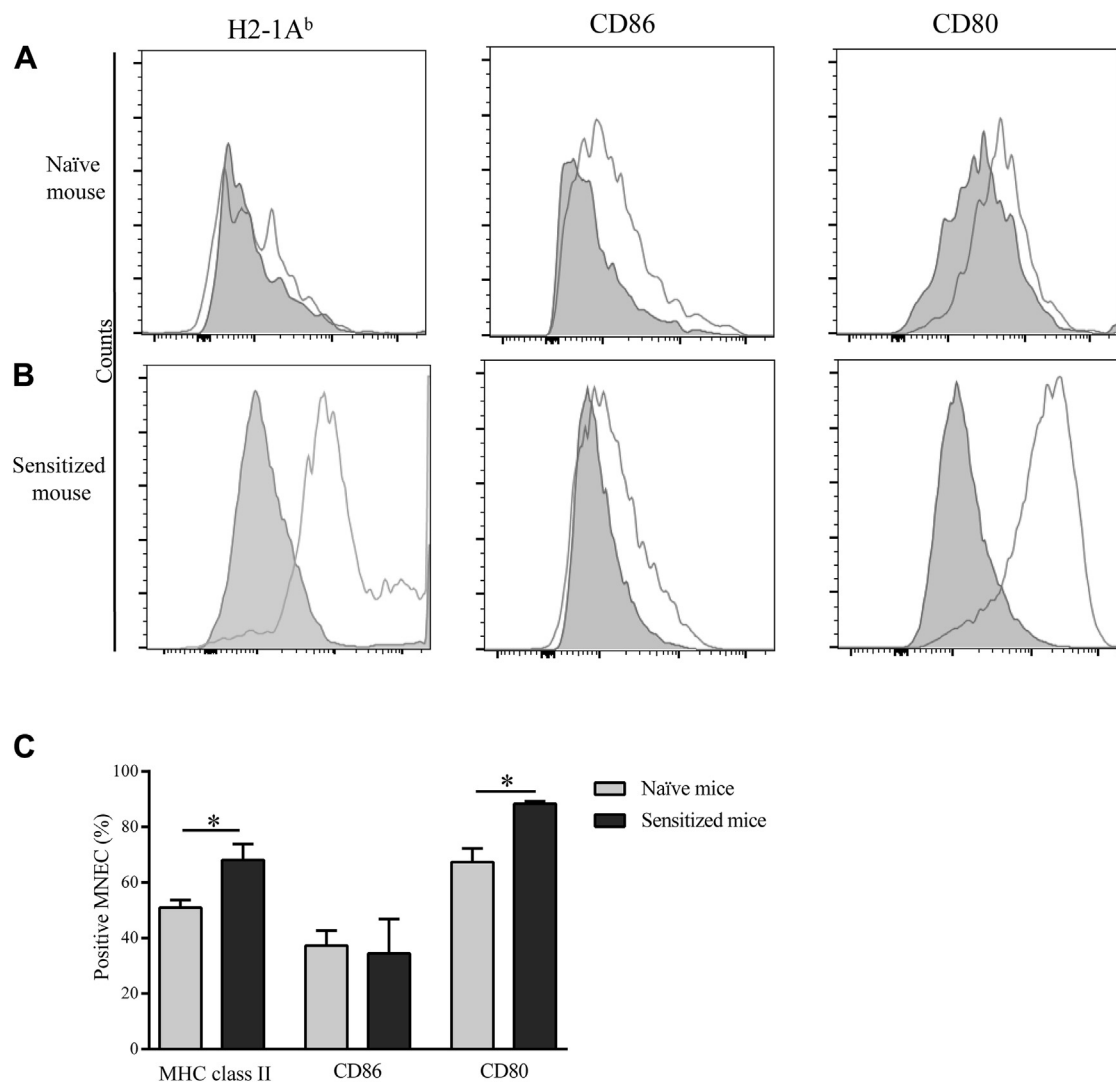 H2-1Aᵇ
CD86
CD80
A
Naïve
mouse
Counts
B
Sensitized
mouse
C
Positive MNEC (%)
100
80
60
40
20
0
*
*
Naïve mice
Sensitized mice
MHC class II
CD86
CD80